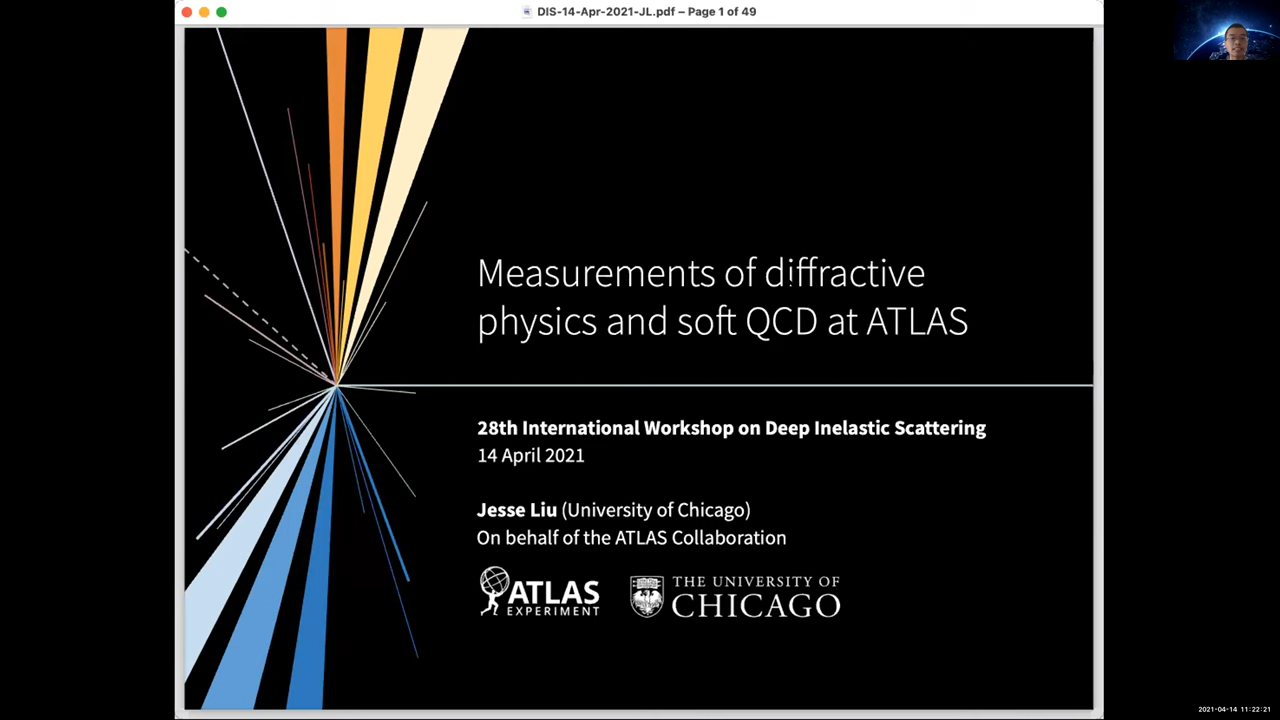 DIS-14-Apr-2021-JL.pdf – Page 1 of 49
Measurements of diffractive
physics and soft QCD at ATLAS
28th International Workshop on Deep Inelastic Scattering
14 April 2021
Jesse Liu (University of Chicago)
On behalf of the ATLAS Collaboration
ATLAS
EXPERIMENT
THE UNIVERSITY OF
CHICAGO
2021-04-14 11:22:21